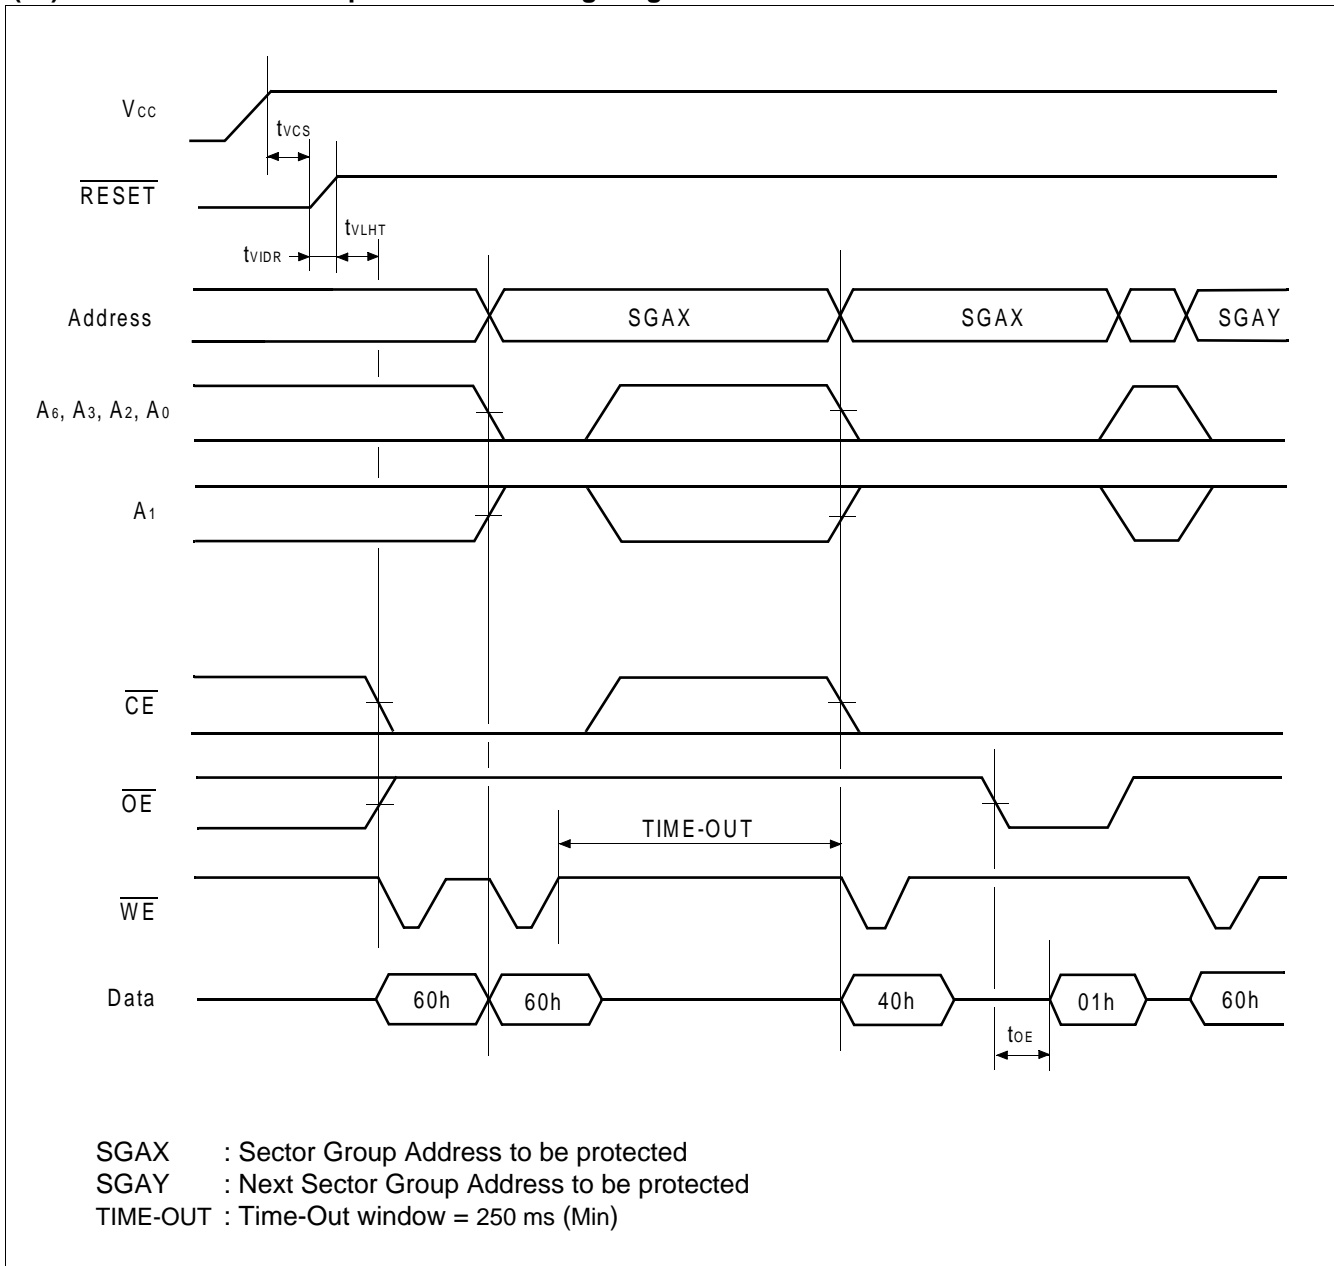 Vcc
tVCS
RESET
tVLHT
tVIDR
Address
SGAX
SGAX
SGAY
A6, A3, A2, A0
A1
CE
OE
TIME-OUT
WE
Data
60h
60h
40h
01h
60h
tOE
SGAX : Sector Group Address to be protected
SGAY : Next Sector Group Address to be protected
TIME-OUT : Time-Out window = 250 ms (Min)